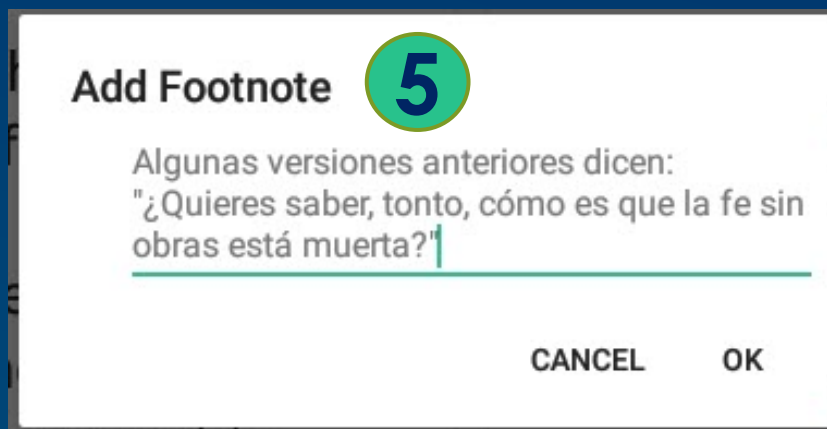 Add Footnote 5
Algunas versiones anteriores dicen:
"¿Quieres saber, tonto, cómo es que la fe sin
obras está muerta?"
CANCEL OK